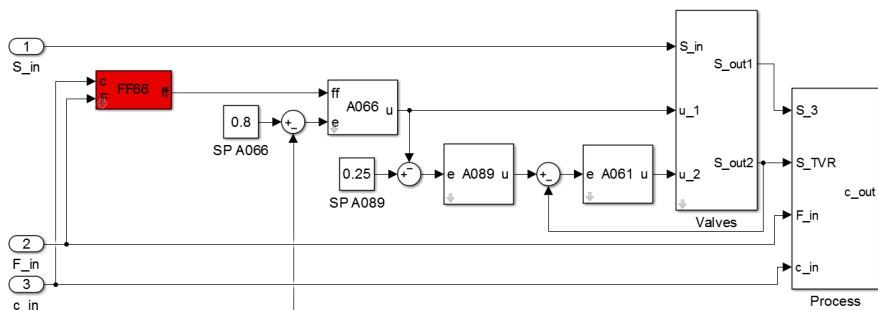 1
S_in
c
F
FF66
ff
ff
e
A066
u
0.8
+
-
SP A066
0.25
+
-
SP A089
e
A089
u
+
-
e
A061
u
S_in
u_1
u_2
S_out1
S_out2
Valves
S_3
S_TVR
F_in
c_in
c_out
Process
2
F_in
3
c_in